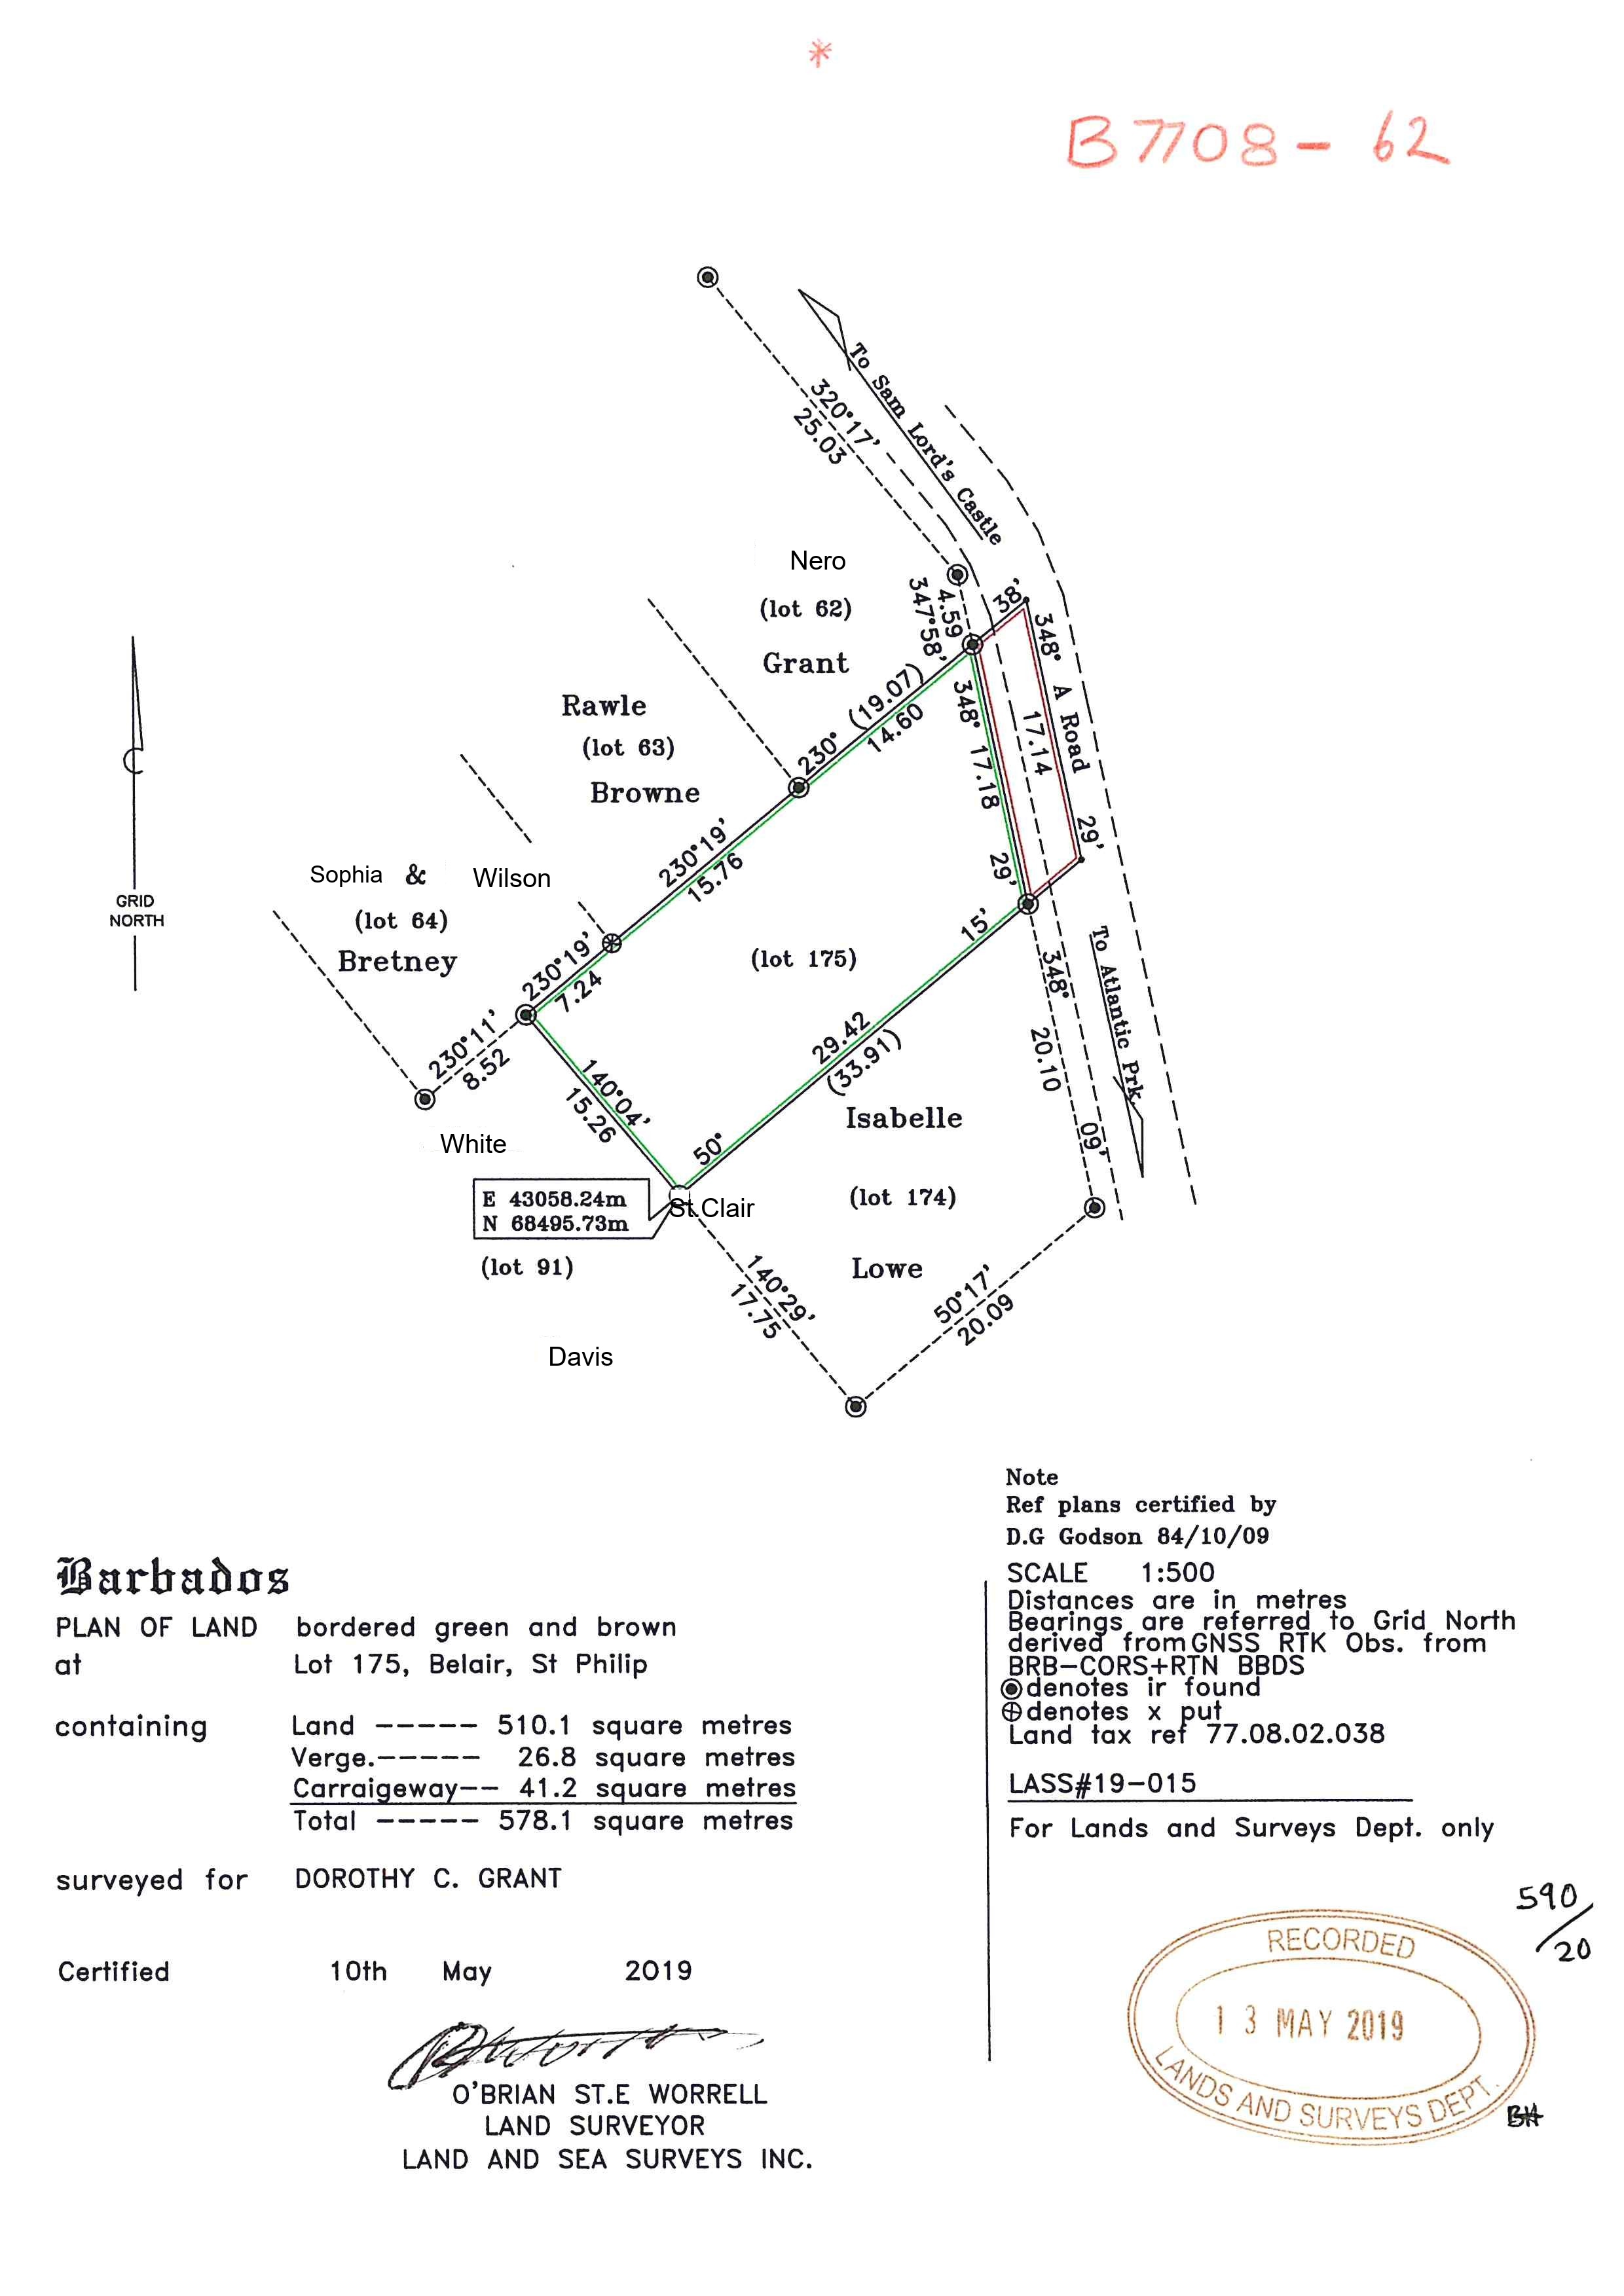 *
B7708-62
To Sam Lord's Castle
320°17'
25.03
Nero
(lot 62)
Grant
4.59
347°58'
38'
348°
A Road
17.14
29'
Rawle
(lot 63)
Browne
230°
(19.07)
14.60
348°
17.18
29'
230°19'
15.76
Sophia & Wilson
(lot 64)
Bretney
GRID
NORTH
230°19'
7.24
(lot 175)
15'
To Atlantic Prk.
348°
20.10
09'
230°11'
8.52
140°04'
15.26
29.42
(33.91)
50°
White
Isabelle
E 43058.24m
N 68495.73m
St.Clair
(lot 174)
(lot 91)
Lowe
140°29'
17.75
50°17'
20.09
Davis
Note
Ref plans certified by
D.G Godson 84/10/09
SCALE 1:500
Distances are in metres
Bearings are referred to Grid North
derived from GNSS RTK Obs. from
BRB-CORS+RTN BBDS
denotes ir found
denotes x put
Land tax ref 77.08.02.038
LASS#19-015
For Lands and Surveys Dept. only
Barbados
PLAN OF LAND bordered green and brown
at Lot 175, Belair, St Philip
containing Land ----- 510.1 square metres
Verge.----- 26.8 square metres
Carraigeway-- 41.2 square metres
Total ----- 578.1 square metres
surveyed for DOROTHY C. GRANT
Certified 10th May 2019
O'BRIAN ST.E WORRELL
LAND SURVEYOR
LAND AND SEA SURVEYS INC.
590/20
RECORDED
13 MAY 2019
LANDS AND SURVEYS DEPT.
BH